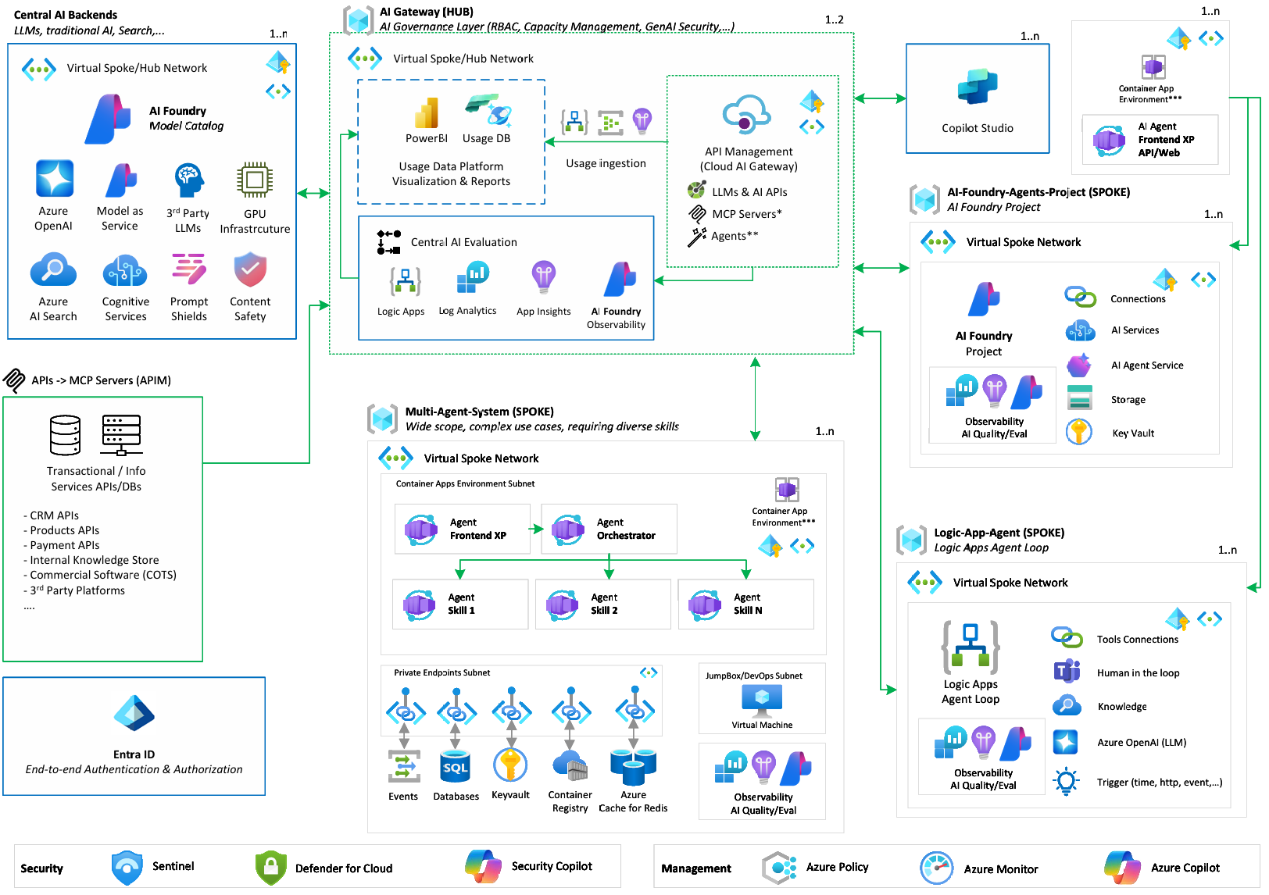 Central AI Backends
LLMs, traditional AI, Search,...
1..n
Virtual Spoke/Hub Network
AI Foundry
Model Catalog
Azure
OpenAI
Model as
Service
3rd Party
LLMs
GPU
Infrastrcuture
Azure
AI Search
Cognitive
Services
Prompt
Shields
Content
Safety
AI Gateway (HUB)
AI Governance Layer (RBAC, Capacity Management, GenAI Security,...)
1..2
Virtual Spoke/Hub Network
PowerBI
Usage DB
Usage Data Platform
Visualization & Reports
Usage ingestion
API Management
(Cloud AI Gateway)
LLMs & AI APIs
MCP Servers*
Agents**
Central AI Evaluation
Logic Apps
Log Analytics
App Insights
AI Foundry
Observability
1..n
Copilot Studio
1..n
Container App
Environment***
AI Agent
Frontend XP
API/Web
AI-Foundry-Agents-Project (SPOKE)
AI Foundry Project
1..n
Virtual Spoke Network
AI Foundry
Project
Observability
AI Quality/Eval
Connections
AI Services
AI Agent Service
Storage
Key Vault
APIs -> MCP Servers (APIM)
Transactional / Info
Services APIs/DBs
- CRM APIs
- Products APIs
- Payment APIs
- Internal Knowledge Store
- Commercial Software (COTS)
- 3rd Party Platforms
....
Entra ID
End-to-end Authentication & Authorization
Multi-Agent-System (SPOKE)
Wide scope, complex use cases, requiring diverse skills
1..n
Virtual Spoke Network
Container Apps Environment Subnet
Container App
Environment***
Agent
Frontend XP
Agent
Orchestrator
Agent
Skill 1
Agent
Skill 2
Agent
Skill N
Private Endpoints Subnet
SQL
Events
Databases
Keyvault
Container
Registry
Azure
Cache for Redis
JumpBox/DevOps Subnet
Virtual Machine
Observability
AI Quality/Eval
Logic-App-Agent (SPOKE)
Logic Apps Agent Loop
1..n
Virtual Spoke Network
Logic Apps
Agent Loop
Observability
AI Quality/Eval
Tools Connections
Human in the loop
Knowledge
Azure OpenAI (LLM)
Trigger (time, http, event,...)
Security
Sentinel
Defender for Cloud
Security Copilot
Management
Azure Policy
Azure Monitor
Azure Copilot